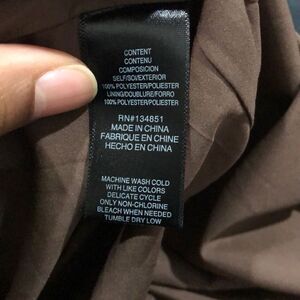 CONTENT
CONTENU
COMPOSICION
SELF/SOI/EXTERIOR
100% POLYESTER/POLIESTER
LINING/DOUBLURE/FORRO
100% POLYESTER/POLIESTER
RN#134851
MADE IN CHINA
FABRIQUE EN CHINE
HECHO EN CHINA
MACHINE WASH COLD
WITH LIKE COLORS
DELICATE CYCLE
ONLY NON-CHLORINE
BLEACH WHEN NEEDED
TUMBLE DRY LOW